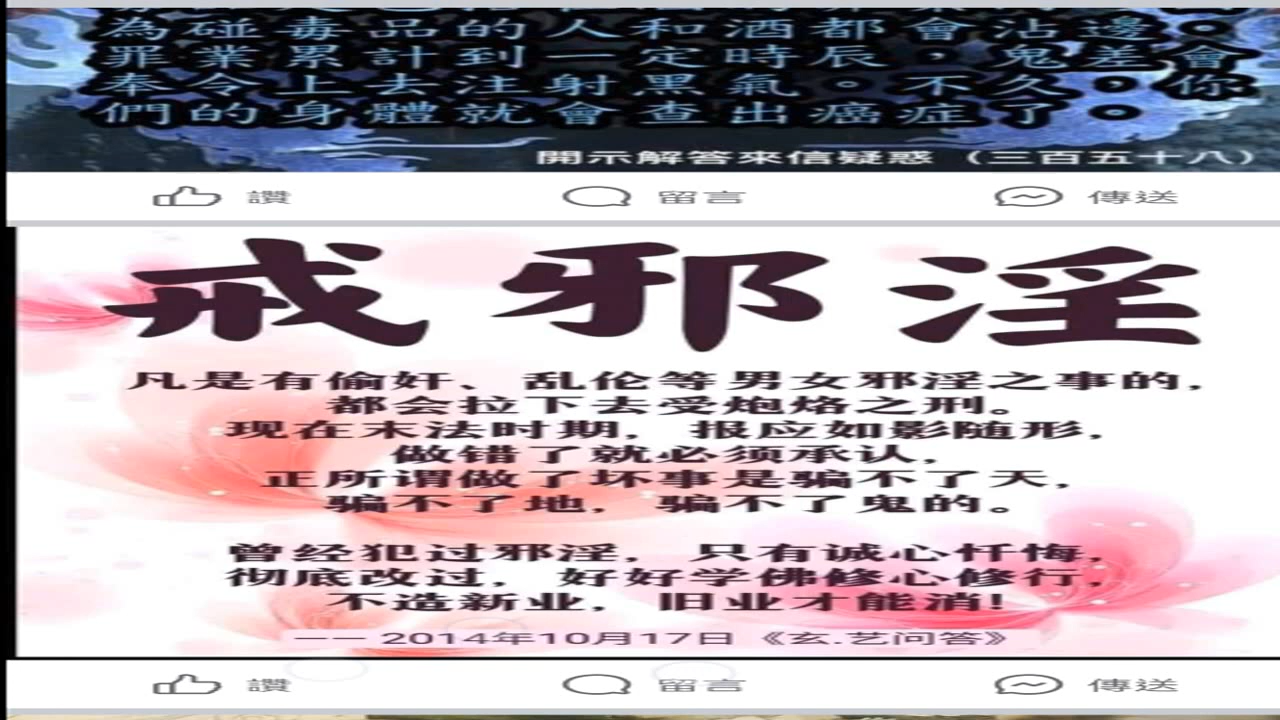 為碰毒品的人和酒都會沾邊。
罪業累計到一定時辰，鬼差會
奉令上去注射黑氣。不久，你
們的身體就會查出癌症了。
開示解答來信疑惑（三百五十八）
讚 留言 傳送
戒邪淫
凡是有偷奸、乱伦等男女邪淫之事的，
都会拉下去受炮烙之刑。
现在末法时期，报应如影随形，
做错了就必须承认，
正所谓做了坏事是骗不了天，
骗不了地，骗不了鬼的。
曾经犯过邪淫，只有诚心忏悔，
彻底改过，好好学佛修心修行，
不造新业，旧业才能消！
—— 2014年10月17日《玄.艺问答》
讚 留言 傳送